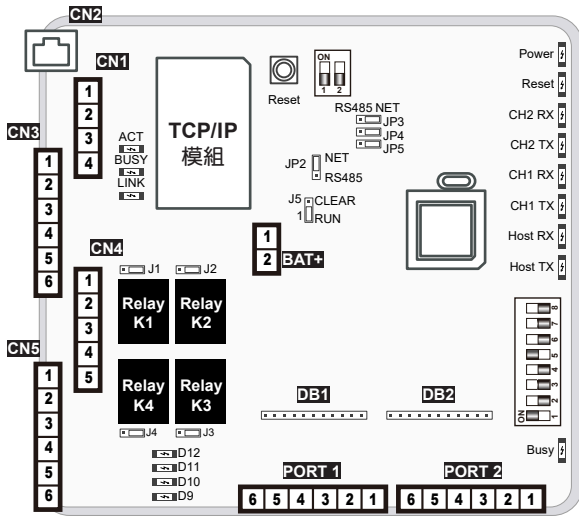 CN2
CN1
1
2
3
4
CN3
1
2
3
4
5
6
ACT
BUSY
LINK
TCP/IP
模組
Reset
ON
1 2
RS485 NET
JP3
JP4
JP5
JP2
NET
RS485
J5
CLEAR
1
RUN
1
2
BAT+
Power
Reset
CH2 RX
CH2 TX
CH1 RX
CH1 TX
Host RX
Host TX
CN4
1
2
3
4
5
J1
J2
Relay
K1
Relay
K2
Relay
K4
Relay
K3
J4
J3
CN5
1
2
3
4
5
6
D12
D11
D10
D9
DB1
DB2
8
7
6
5
4
3
2
1
ON
Busy
PORT 1
6 5 4 3 2 1
PORT 2
6 5 4 3 2 1